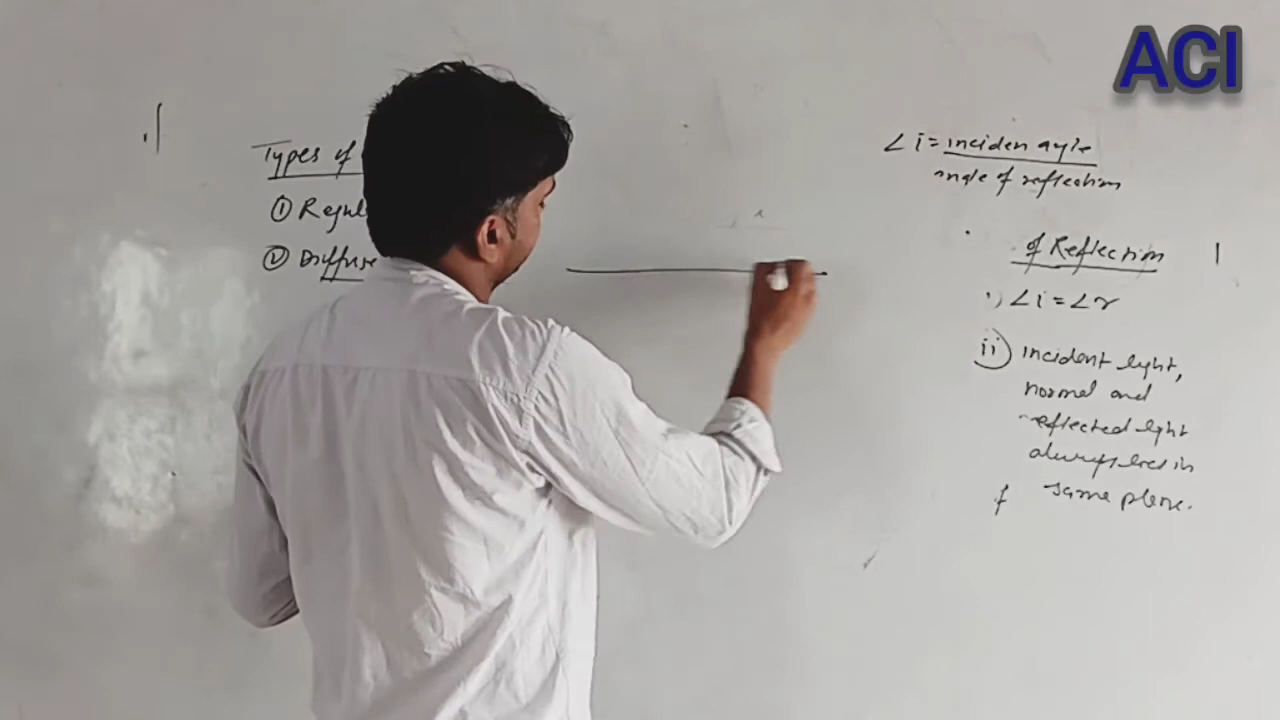 ACI
Types of
① Regul
② Diffuse
∠i = inciden angle
angle of reflection
of Reflection
i) ∠i = ∠r
ii) incident light,
normal and
reflected light
always lies in
same plane.